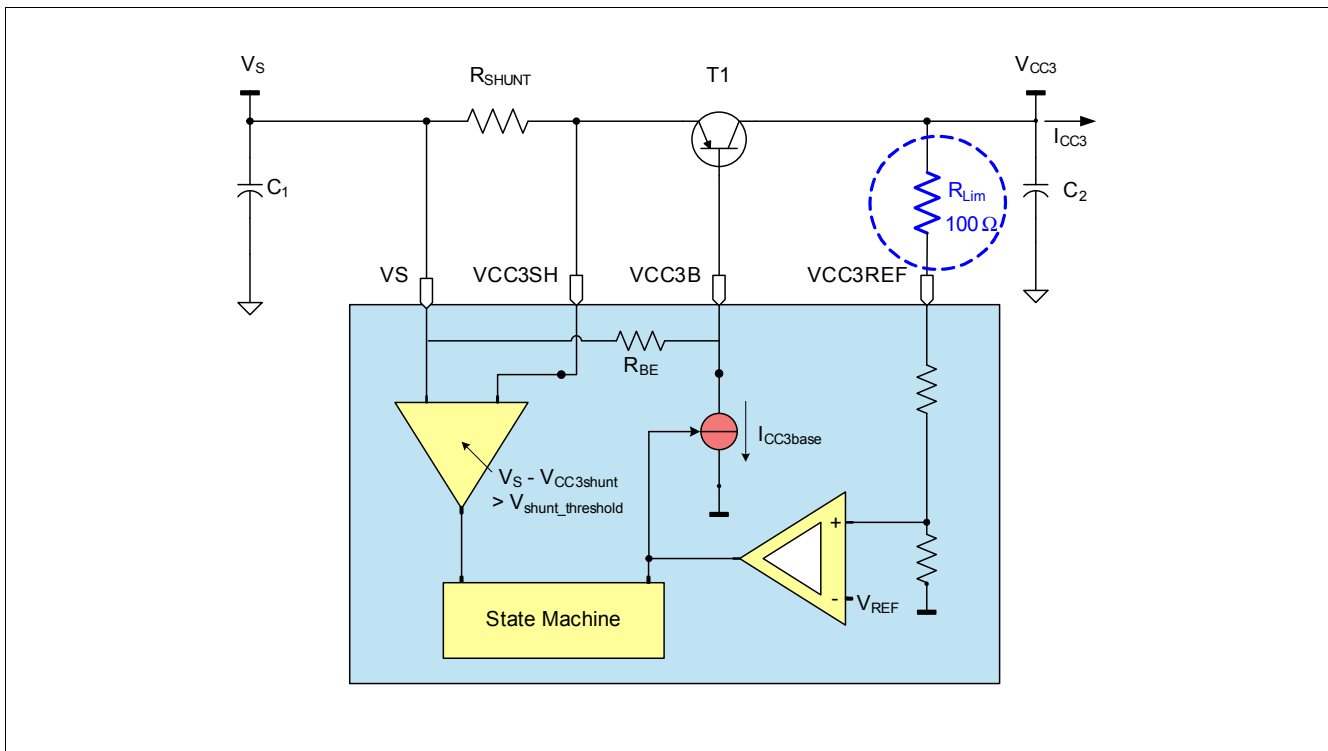 VS
RSHUNT
T1
VCC3
ICC3
C1
RLim
100 Ω
C2
VS
VCC3SH
VCC3B
VCC3REF
RBE
ICC3base
VS - VCC3shunt
> Vshunt_threshold
+
-
VREF
State Machine